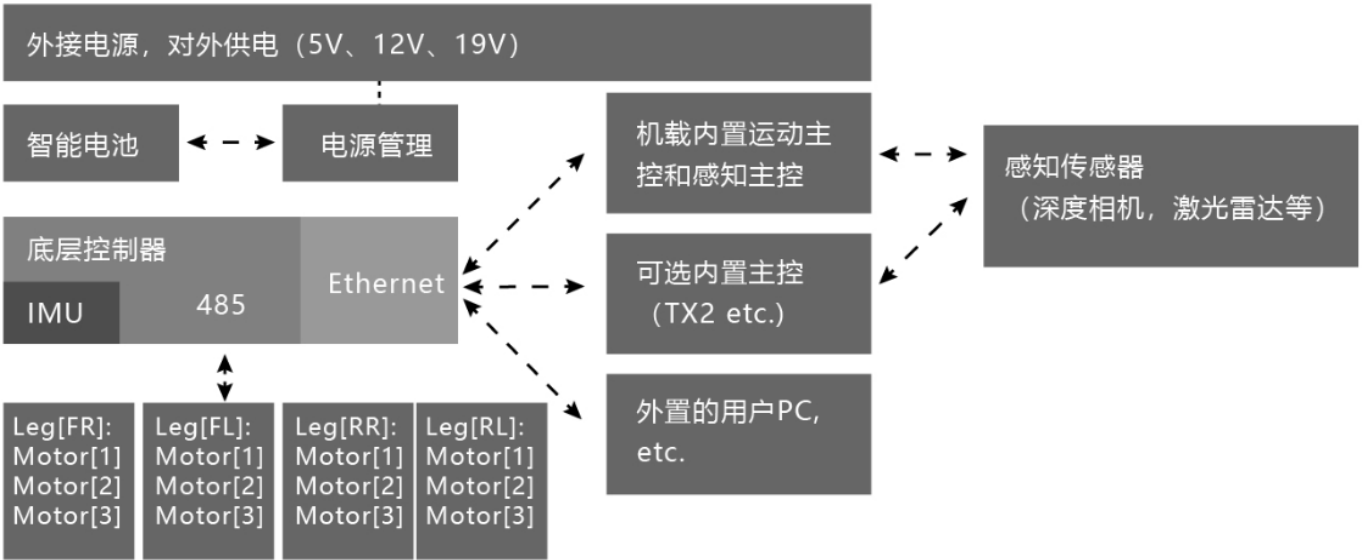 外接电源，对外供电（5V、12V、19V）
智能电池
电源管理
机载内置运动主
控和感知主控
感知传感器
（深度相机，激光雷达等）
底层控制器
IMU
485
Ethernet
可选内置主控
（TX2 etc.)
外置的用户PC,
etc.
Leg[FR]:
Motor[1]
Motor[2]
Motor[3]
Leg[FL]:
Motor[1]
Motor[2]
Motor[3]
Leg[RR]:
Motor[1]
Motor[2]
Motor[3]
Leg[RL]:
Motor[1]
Motor[2]
Motor[3]